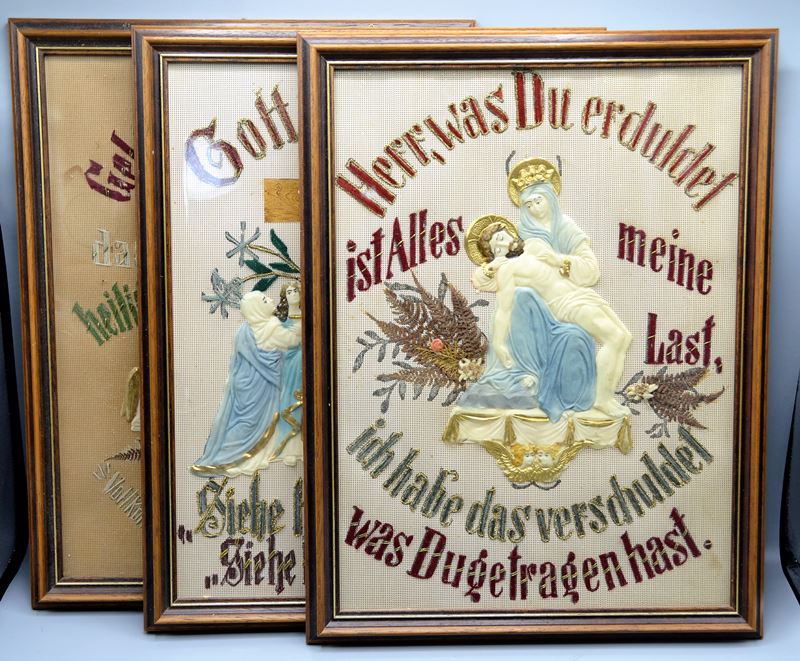 Herr, was Du erduldet
ist Alles meine
Last,
ich habe das verschuldet
was Du getragen hast.
Gott
„Siehe
„Siehe
da
heili